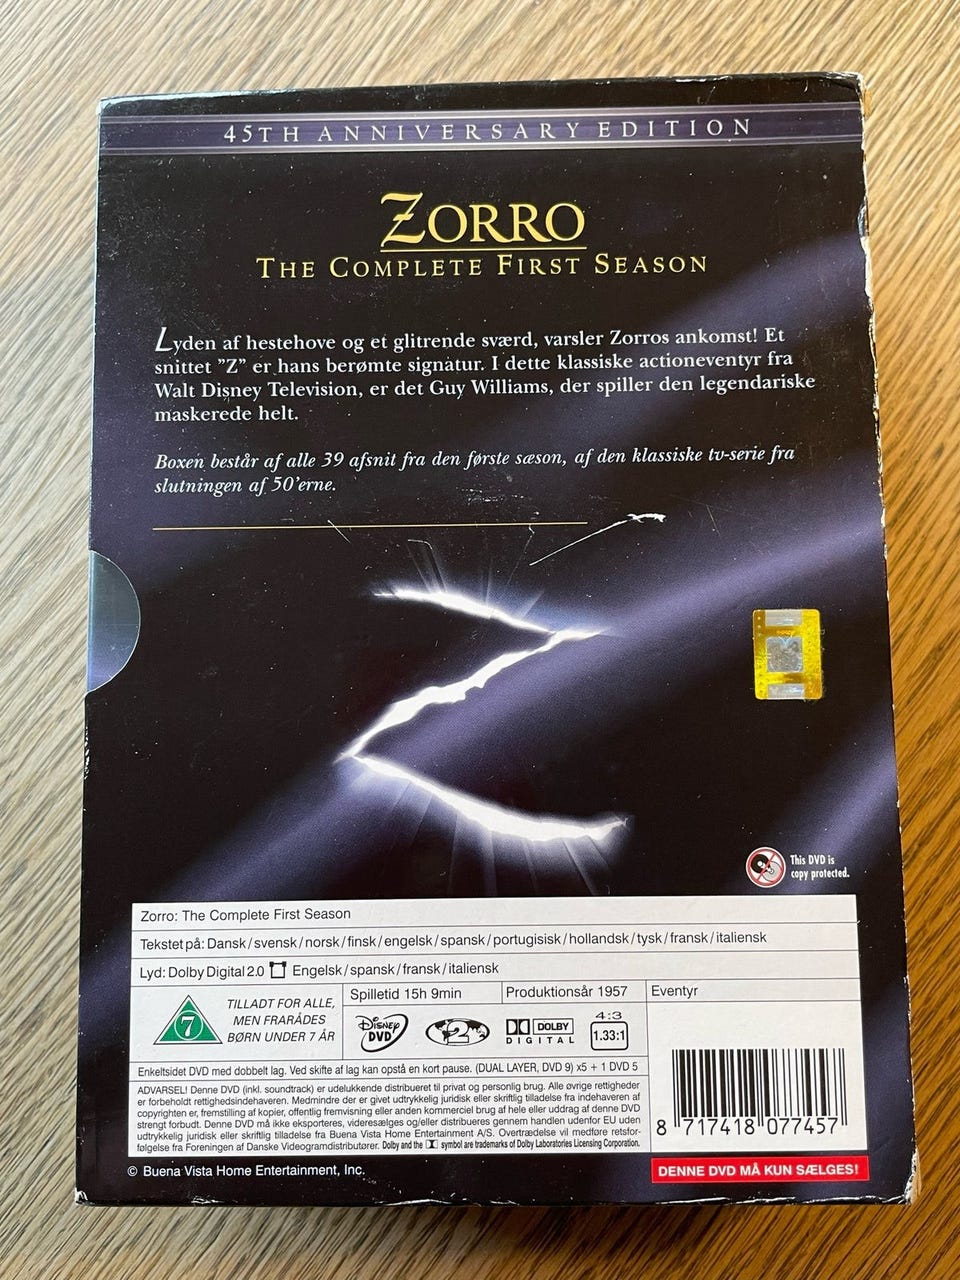 45TH ANNIVERSARY EDITION
ZORRO
THE COMPLETE FIRST SEASON
Lyden af hestehove og et glitrende sværd, varsler Zorros ankomst! Et
snittet ”Z” er hans berømte signatur. I dette klassiske actioneventyr fra
Walt Disney Television, er det Guy Williams, der spiller den legendariske
maskerede helt.
Boxen består af alle 39 afsnit fra den første sæson, af den klassiske tv-serie fra
slutningen af 50’erne.
This DVD is
copy protected.
Zorro: The Complete First Season
Tekstet på: Dansk/svensk/norsk/finsk/engelsk/spansk/portugisisk/hollandsk/tysk/fransk/italiensk
Lyd: Dolby Digital 2.0 Engelsk/spansk/fransk/italiensk
7
TILLADT FOR ALLE,
MEN FRARÅDES
BØRN UNDER 7 ÅR
Spilletid 15h 9min
Produktionsår 1957
Eventyr
DISNEY
DVD
2
DOLBY
DIGITAL
4:3
1.33:1
Enkeltsidet DVD med dobbelt lag. Ved skifte af lag kan opstå en kort pause. (DUAL LAYER, DVD 9) x5 + 1 DVD 5
ADVARSEL! Denne DVD (inkl. soundtrack) er udelukkende distribueret til privat og personlig brug. Alle øvrige rettigheder
er forbeholdt rettighedsindehaveren. Medmindre der er givet udtrykkelig juridisk eller skriftlig tilladelse fra indehaveren af
copyrighten er, fremstilling af kopier, offentlig fremvisning eller anden kommerciel brug af hele eller uddrag af denne DVD
strengt forbudt. Denne DVD må ikke eksporteres, videresælges og/eller distribueres gennem handlen udenfor EU uden
udtrykkelig juridisk eller skriftlig tilladelse fra Buena Vista Home Entertainment A/S. Overtrædelse vil medføre retsfor-
følgelse fra Foreningen af Danske Videogramdistributører. Dolby and the symbol are trademarks of Dolby Laboratories Licensing Corporation.
8 717418 077457
© Buena Vista Home Entertainment, Inc.
DENNE DVD MÅ KUN SÆLGES!